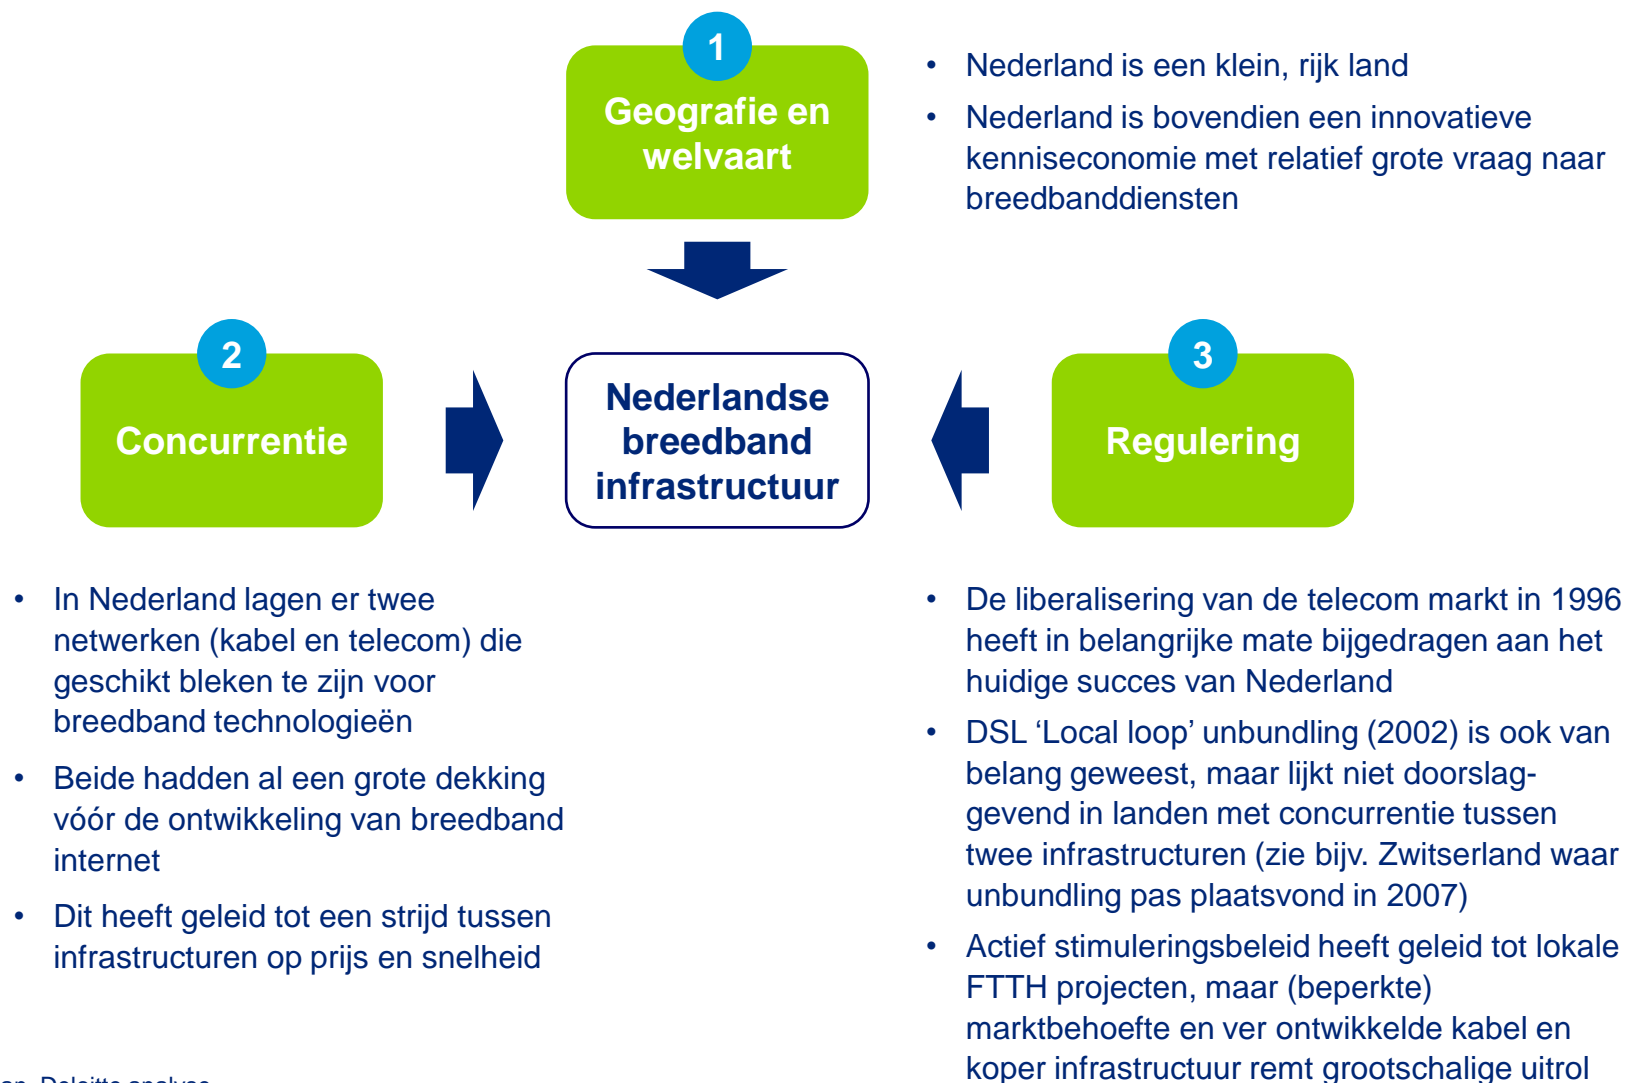 1
Geografie en
welvaart
• Nederland is een klein, rijk land
• Nederland is bovendien een innovatieve
kenniseconomie met relatief grote vraag naar
breedbanddiensten
2
Concurrentie
Nederlandse
breedband
infrastructuur
3
Regulering
• In Nederland lagen er twee
netwerken (kabel en telecom) die
geschikt bleken te zijn voor
breedband technologieën
• Beide hadden al een grote dekking
vóór de ontwikkeling van breedband
internet
• Dit heeft geleid tot een strijd tussen
infrastructuren op prijs en snelheid
• De liberalisering van de telecom markt in 1996
heeft in belangrijke mate bijgedragen aan het
huidige succes van Nederland
• DSL ‘Local loop’ unbundling (2002) is ook van
belang geweest, maar lijkt niet doorslag-
gevend in landen met concurrentie tussen
twee infrastructuren (zie bijv. Zwitserland waar
unbundling pas plaatsvond in 2007)
• Actief stimuleringsbeleid heeft geleid tot lokale
FTTH projecten, maar (beperkte)
marktbehoefte en ver ontwikkelde kabel en
koper infrastructuur remt grootschalige uitrol
Deloitte analyse